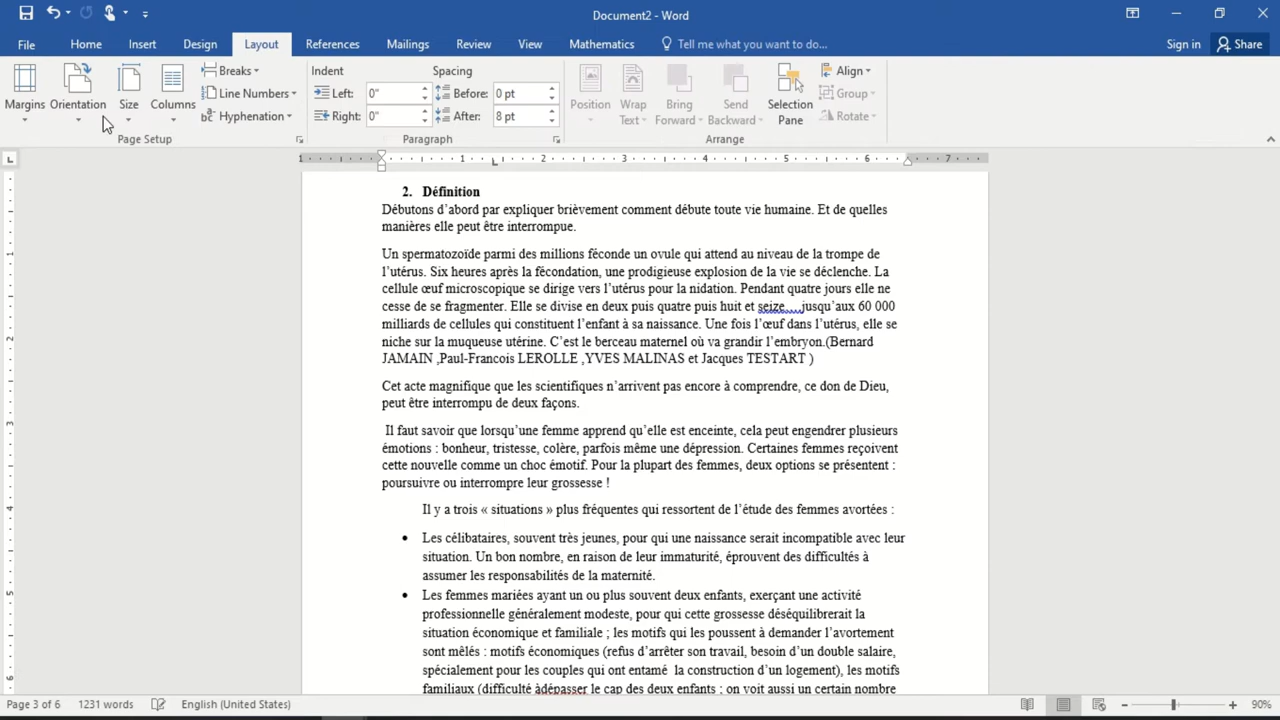 Document2 - Word
File Home Insert Design Layout References Mailings Review View Mathematics Tell me what you want to do... Sign in Share
Margins Orientation Size Columns
Breaks
Line Numbers
Hyphenation
Page Setup
Indent Spacing
Left: 0" Before: 0 pt
Right: 0" After: 8 pt
Paragraph
Position Wrap Text Bring Forward Send Backward Selection Pane
Align
Group
Rotate
Arrange
1 1 2 3 4 5 6 7
1
2
3
4
5
6
2. Définition
Débutons d’abord par expliquer brièvement comment débute toute vie humaine. Et de quelles
manières elle peut être interrompue.
Un spermatozoïde parmi des millions féconde un ovule qui attend au niveau de la trompe de
l’utérus. Six heures après la fécondation, une prodigieuse explosion de la vie se déclenche. La
cellule œuf microscopique se dirige vers l’utérus pour la nidation. Pendant quatre jours elle ne
cesse de se fragmenter. Elle se divise en deux puis quatre puis huit et seize....jusqu’aux 60 000
milliards de cellules qui constituent l’enfant à sa naissance. Une fois l’œuf dans l’utérus, elle se
niche sur la muqueuse utérine. C’est le berceau maternel où va grandir l’embryon.(Bernard
JAMAIN ,Paul-Francois LEROLLE ,YVES MALINAS et Jacques TESTART )
Cet acte magnifique que les scientifiques n’arrivent pas encore à comprendre, ce don de Dieu,
peut être interrompu de deux façons.
Il faut savoir que lorsqu’une femme apprend qu’elle est enceinte, cela peut engendrer plusieurs
émotions : bonheur, tristesse, colère, parfois même une dépression. Certaines femmes reçoivent
cette nouvelle comme un choc émotif. Pour la plupart des femmes, deux options se présentent :
poursuivre ou interrompre leur grossesse !
Il y a trois « situations » plus fréquentes qui ressortent de l’étude des femmes avortées :
• Les célibataires, souvent très jeunes, pour qui une naissance serait incompatible avec leur
situation. Un bon nombre, en raison de leur immaturité, éprouvent des difficultés à
assumer les responsabilités de la maternité.
• Les femmes mariées ayant un ou plus souvent deux enfants, exerçant une activité
professionnelle généralement modeste, pour qui cette grossesse déséquilibrerait la
situation économique et familiale ; les motifs qui les poussent à demander l’avortement
sont mêlés : motifs économiques (refus d’arrêter son travail, besoin d’un double salaire,
spécialement pour les couples qui ont entamé la construction d’un logement), les motifs
familiaux (difficulté àdépasser le cap des deux enfants ; on voit aussi un certain nombre
Page 3 of 6 1231 words English (United States) 90%